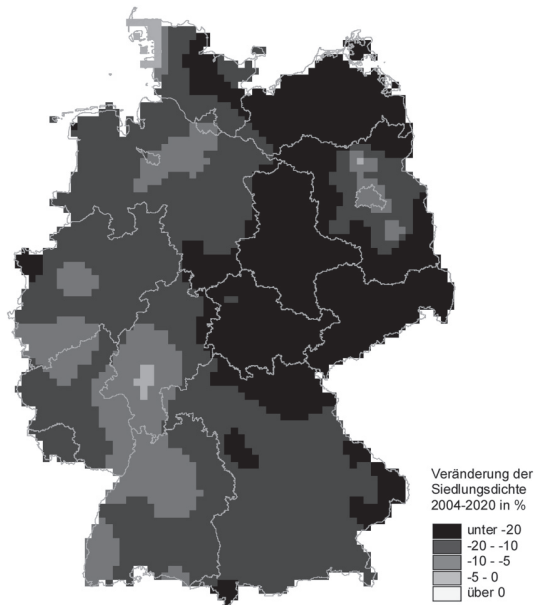 Veränderung der
Siedlungsdichte
2004-2020 in %
unter -20
-20 - -10
-10 - -5
-5 - 0
über 0